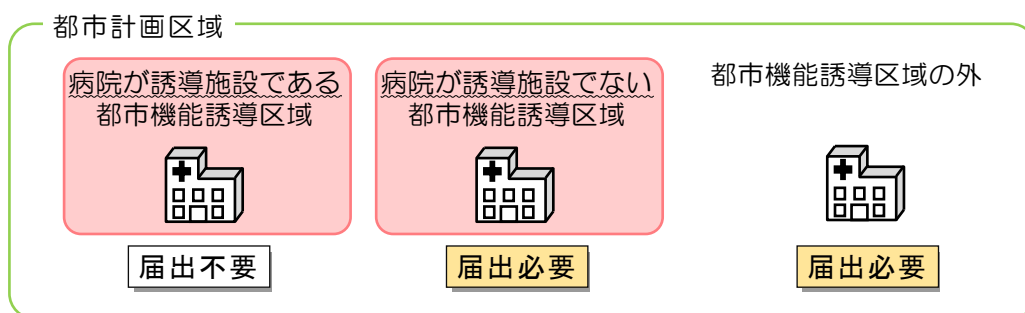 都市計画区域
病院が誘導施設である
都市機能誘導区域
届出不要
病院が誘導施設でない
都市機能誘導区域
届出必要
都市機能誘導区域の外
届出必要